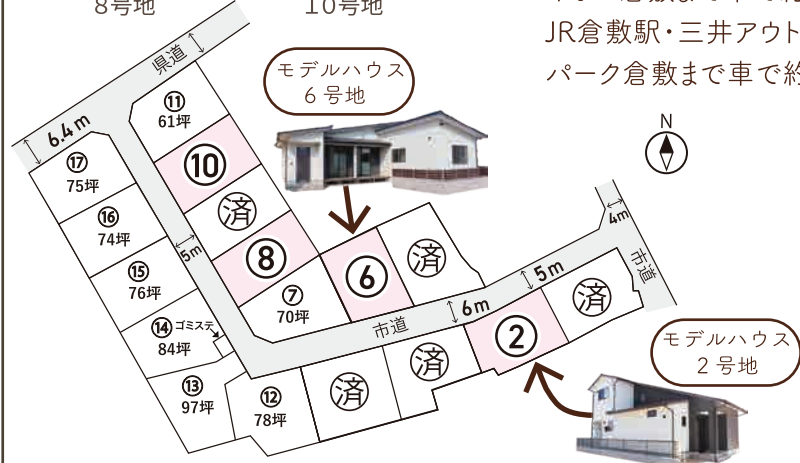 8号地
10号地
JR倉敷駅・三井アウト
パーク倉敷まで車で約
モデルハウス
6号地
県道
6.4m
⑪
61坪
⑩
済
⑧
⑦
70坪
⑥
済
⑰
75坪
⑯
74坪
⑮
76坪
⑭ ゴミステ
84坪
⑬
97坪
⑫
78坪
5m
N
4m
市道
5m
6m
市道
済
②
済
済
モデルハウス
2号地